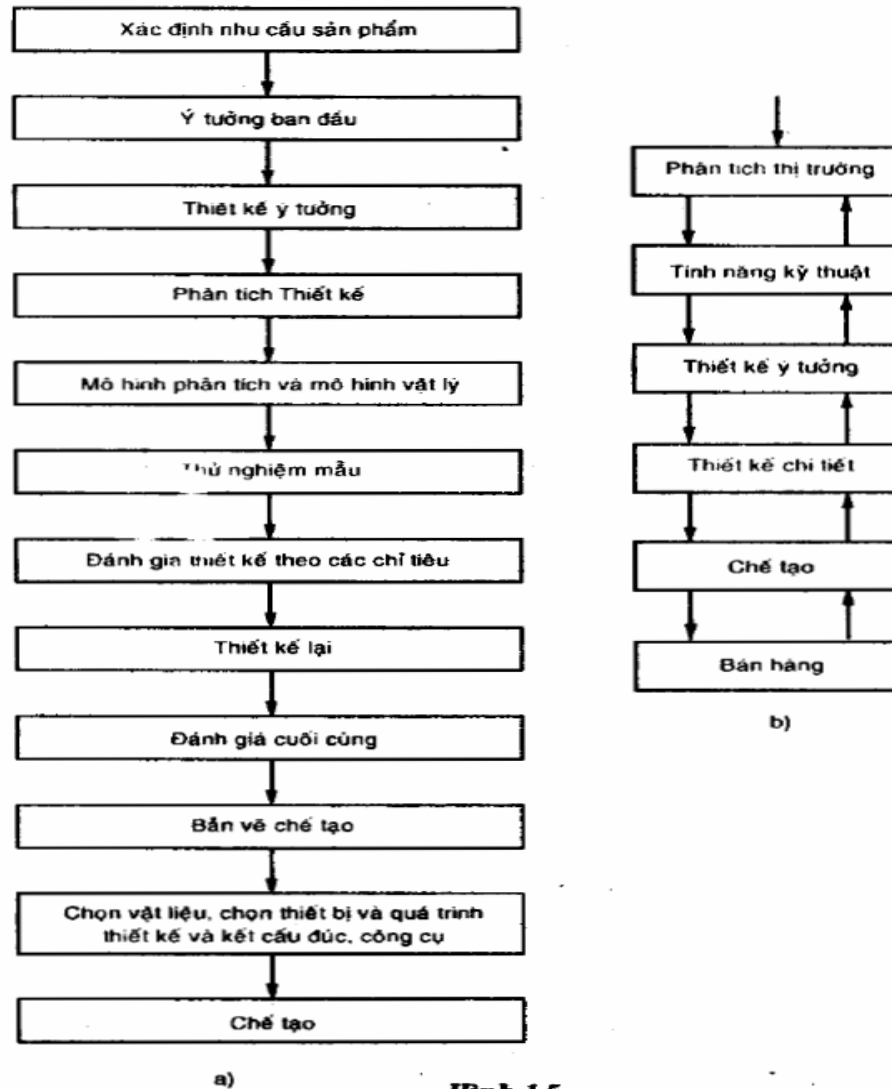 Xác định nhu cầu sản phẩm
Ý tưởng ban đầu
Thiết kế ý tưởng
Phân tích Thiết kế
Mô hình phân tích và mô hình vật lý
nghiệm mẫu
Đánh gia thiết kế theo các chỉ tiêu
Thiết kế lại
Đánh giá cuối cùng
Bản vẽ chế tạo
Chọn vật liệu, chọn thiết bị và quá trình
thiết kế và kết cấu đúc, công cụ
Chế tạo
a)
Phân tích thị trường
Tính năng kỹ thuật
Thiết kế ý tưởng
Thiết kế chi tiết
Chế tạo
Bán hàng
b)